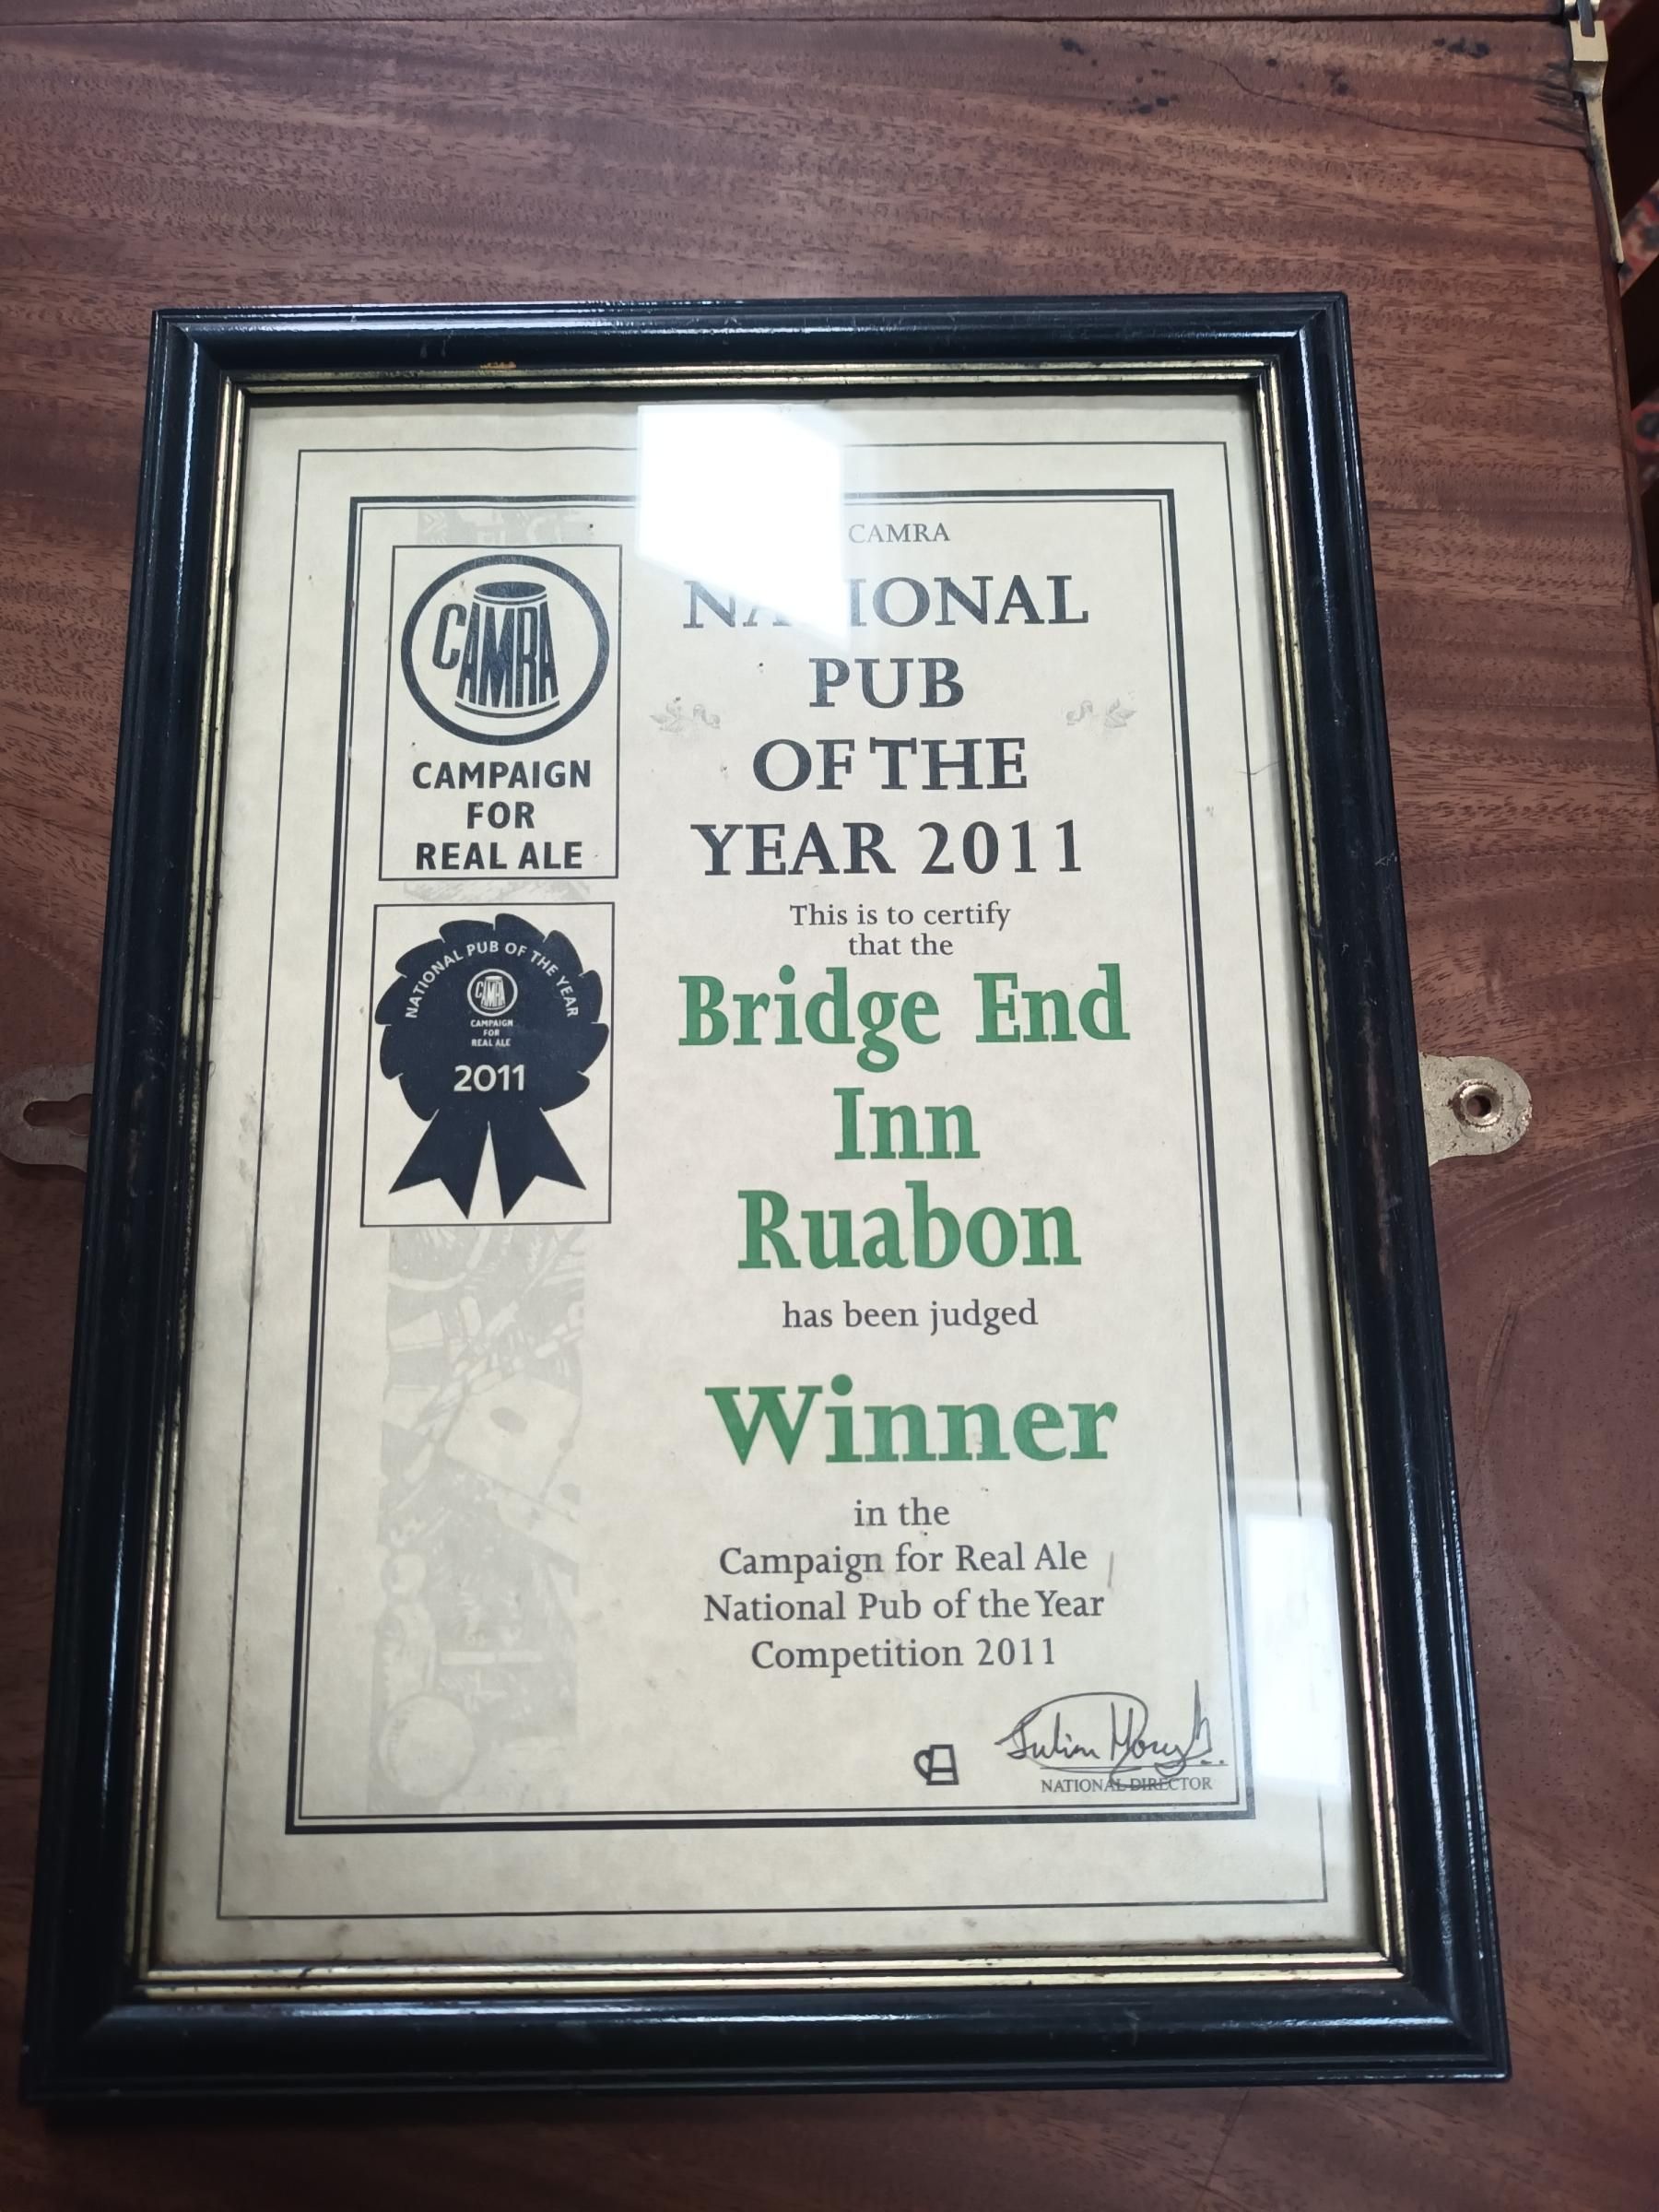 CAMRA
CAMPAIGN
FOR
REAL ALE
NATIONAL PUB OF THE YEAR
CAMRA
CAMPAIGN
FOR
REAL ALE
2011
CAMRA
NATIONAL
PUB
OF THE
YEAR 2011
This is to certify
that the
Bridge End
Inn
Ruabon
has been judged
Winner
in the
Campaign for Real Ale
National Pub of the Year
Competition 2011
Julian
NATIONAL DIRECTOR